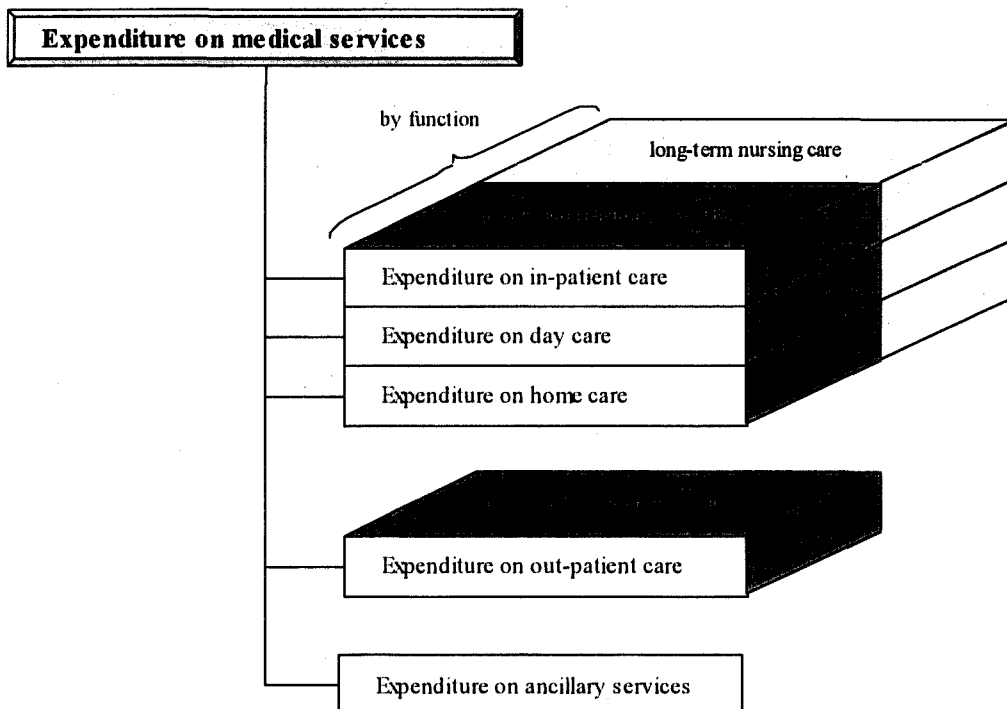 Expenditure on medical services
by function
long-term nursing care
Expenditure on in-patient care
Expenditure on day care
Expenditure on home care
Expenditure on out-patient care
Expenditure on ancillary services